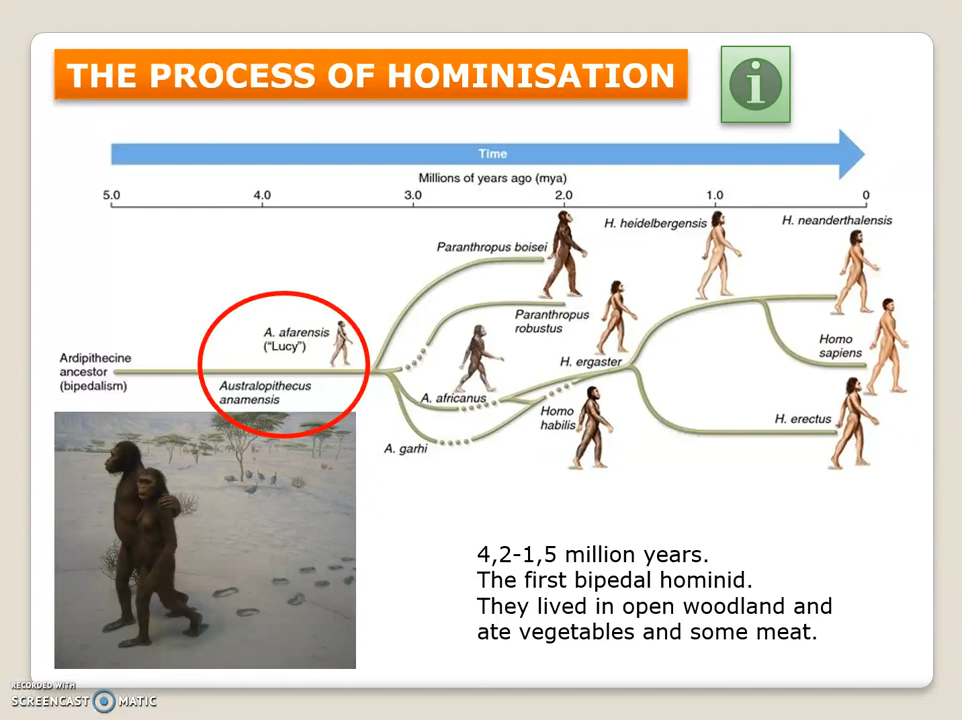 THE PROCESS OF HOMINISATION
i
Time
Millions of years ago (mya)
5.0 4.0 3.0 2.0 1.0 0
H. heidelbergensis
H. neanderthalensis
Paranthropus boisei
Paranthropus
robustus
A. afarensis
("Lucy")
Ardipithecine
ancestor
(bipedalism)
Australopithecus
anamensis
H. ergaster
Homo
sapiens
A. africanus
Homo
habilis
H. erectus
A. garhi
4,2-1,5 million years.
The first bipedal hominid.
They lived in open woodland and
ate vegetables and some meat.
RECORDED WITH
SCREENCAST MATIC